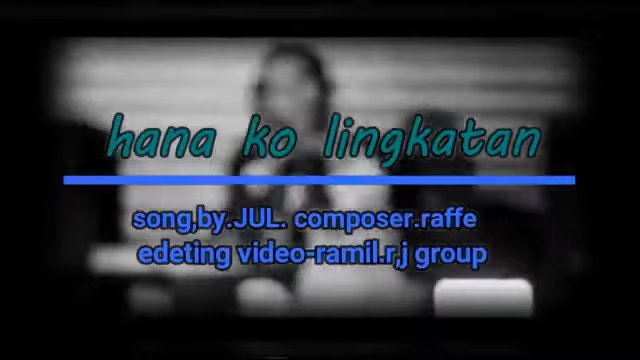 hana ko lingkatan
song,by.JUL. composer.raffe
edeting video-ramil.r,j group